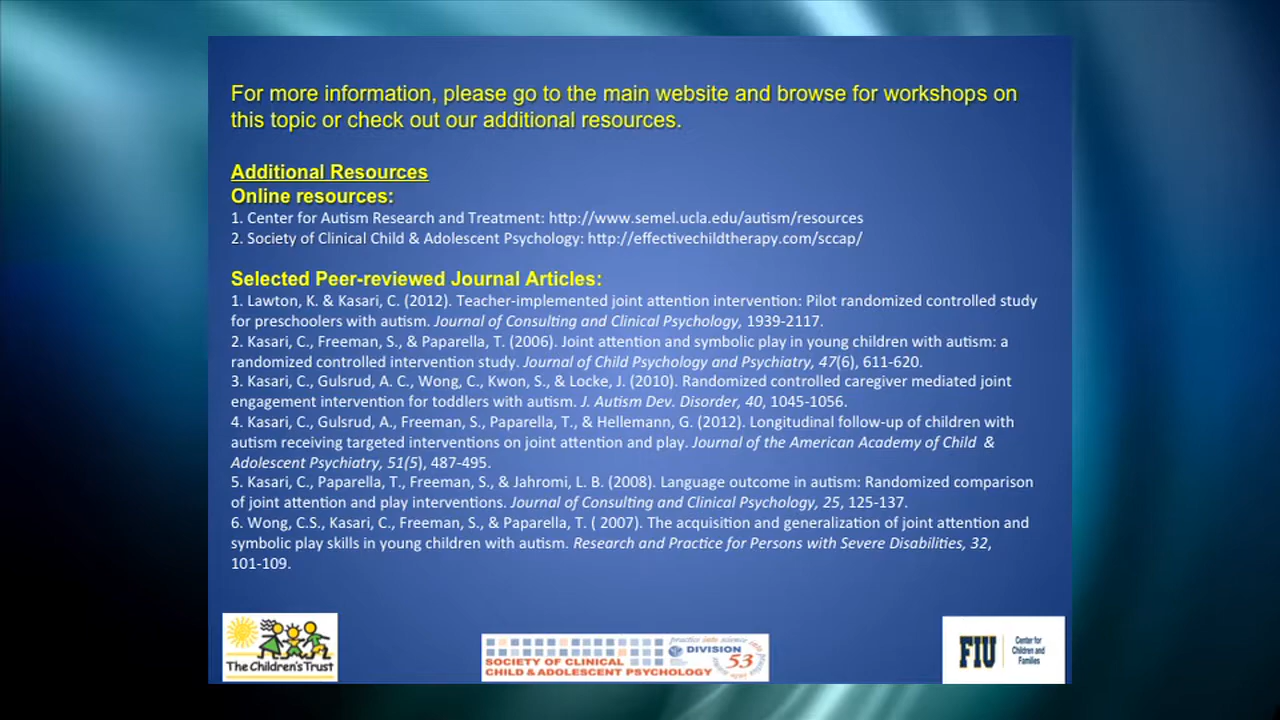 For more information, please go to the main website and browse for workshops on
this topic or check out our additional resources.
Additional Resources
Online resources:
1. Center for Autism Research and Treatment: http://www.semel.ucla.edu/autism/resources
2. Society of Clinical Child & Adolescent Psychology: http://effectivechildtherapy.com/sccap/
Selected Peer-reviewed Journal Articles:
1. Lawton, K. & Kasari, C. (2012). Teacher-implemented joint attention intervention: Pilot randomized controlled study
for preschoolers with autism. Journal of Consulting and Clinical Psychology, 1939-2117.
2. Kasari, C., Freeman, S., & Paparella, T. (2006). Joint attention and symbolic play in young children with autism: a
randomized controlled intervention study. Journal of Child Psychology and Psychiatry, 47(6), 611-620.
3. Kasari, C., Gulsrud, A. C., Wong, C., Kwon, S., & Locke, J. (2010). Randomized controlled caregiver mediated joint
engagement intervention for toddlers with autism. J. Autism Dev. Disorder, 40, 1045-1056.
4. Kasari, C., Gulsrud, A., Freeman, S., Paparella, T., & Hellemann, G. (2012). Longitudinal follow-up of children with
autism receiving targeted interventions on joint attention and play. Journal of the American Academy of Child &
Adolescent Psychiatry, 51(5), 487-495.
5. Kasari, C., Paparella, T., Freeman, S., & Jahromi, L. B. (2008). Language outcome in autism: Randomized comparison
of joint attention and play interventions. Journal of Consulting and Clinical Psychology, 25, 125-137.
6. Wong, C.S., Kasari, C., Freeman, S., & Paparella, T. ( 2007). The acquisition and generalization of joint attention and
symbolic play skills in young children with autism. Research and Practice for Persons with Severe Disabilities, 32,
101-109.
The Children's Trust
practice into science
DIVISION
53
SOCIETY OF CLINICAL
CHILD & ADOLESCENT PSYCHOLOGY
FIU
Center for
Children and
Families